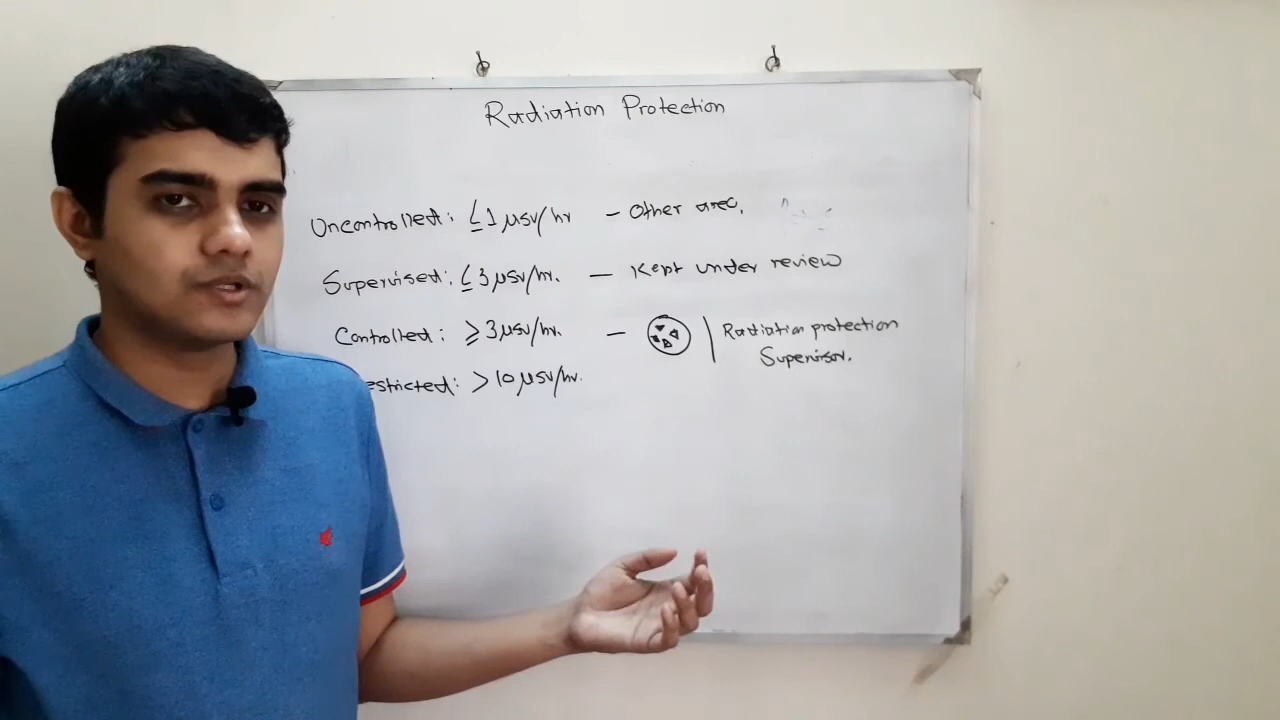 Radiation Protection
Uncontrolled: ≤1 μsv/hr – Other area,
Supervised: ≤3 μsv/hr. – Kept under review
Controlled: ≥3 μsv/hr. – | Radiation protection
Supervisor.
estricted: >10 μsv/hr.